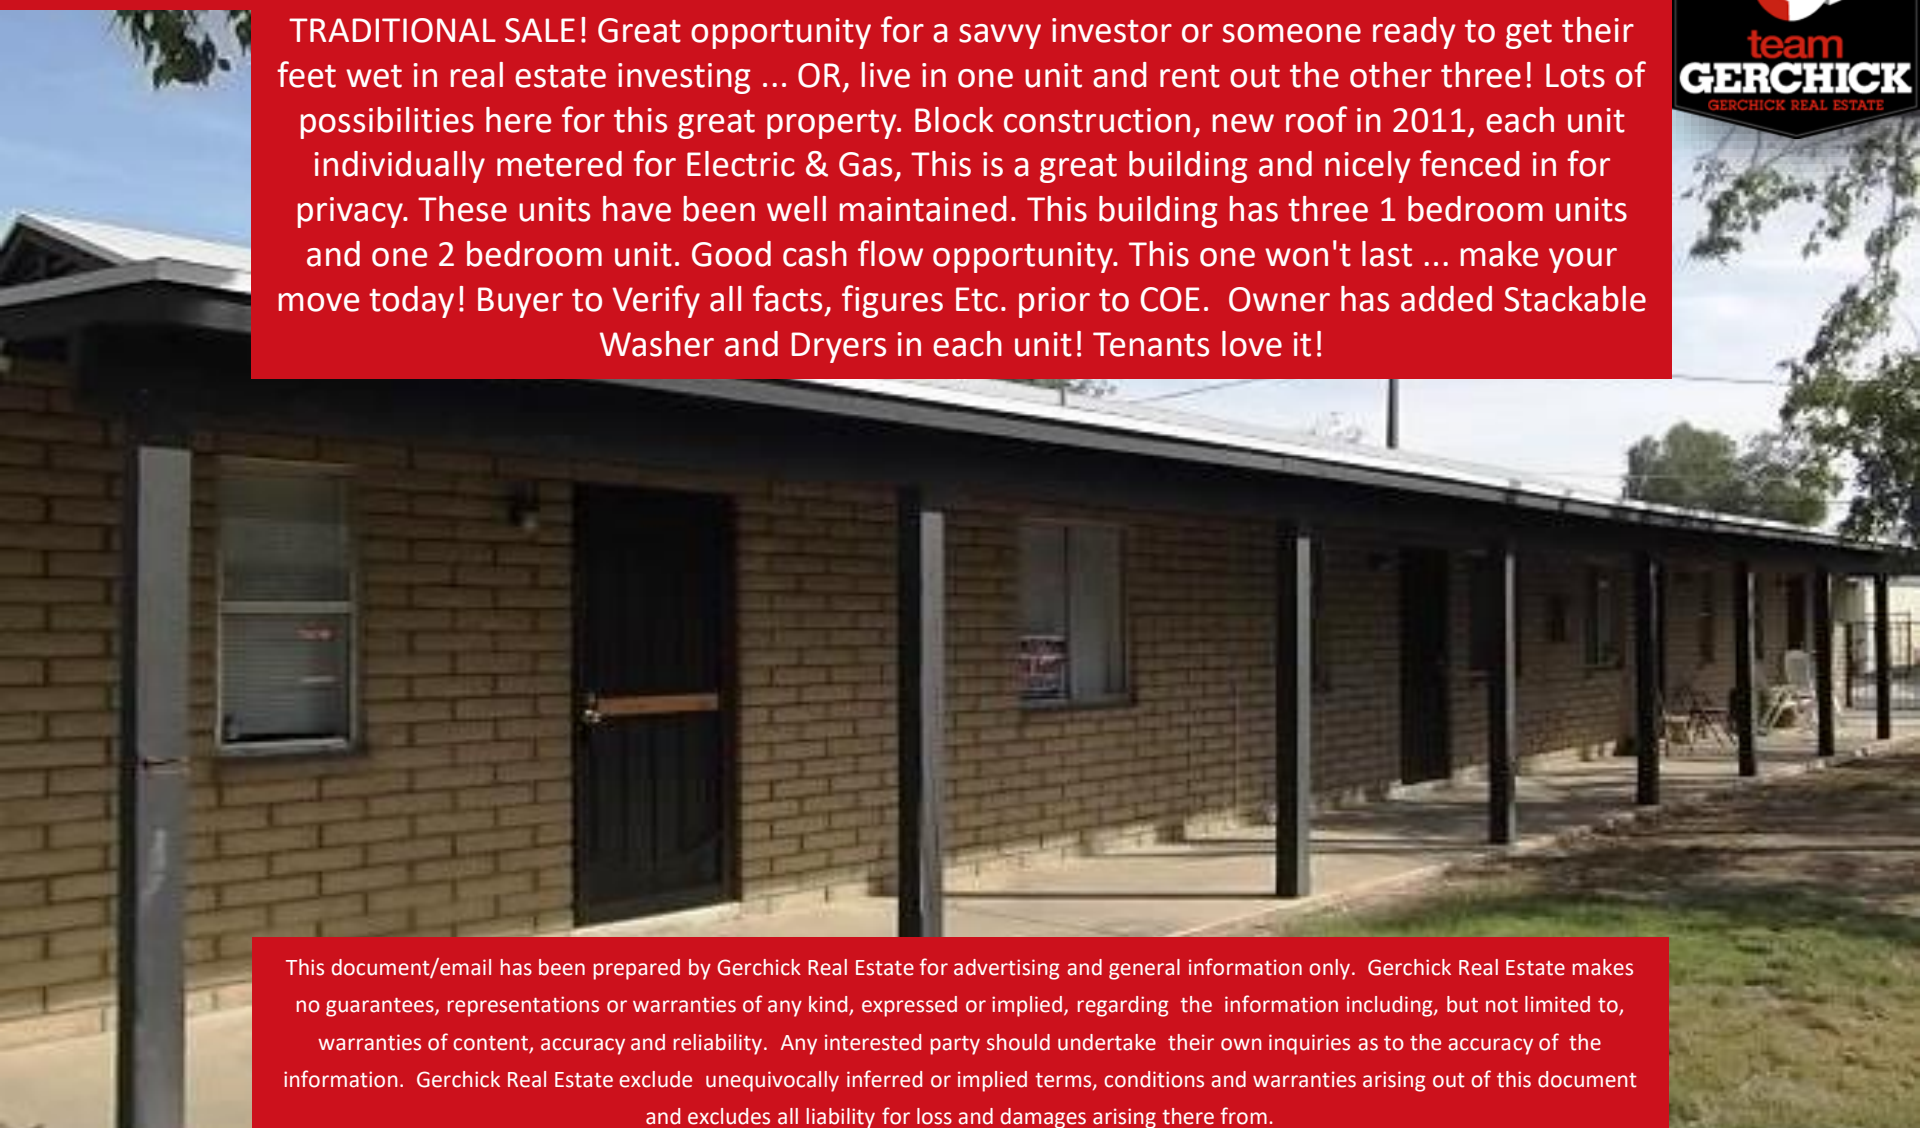 TRADITIONAL SALE! Great opportunity for a savvy investor or someone ready to get their
feet wet in real estate investing ... OR, live in one unit and rent out the other three! Lots of
possibilities here for this great property. Block construction, new roof in 2011, each unit
individually metered for Electric & Gas, This is a great building and nicely fenced in for
privacy. These units have been well maintained. This building has three 1 bedroom units
and one 2 bedroom unit. Good cash flow opportunity. This one won't last ... make your
move today! Buyer to Verify all facts, figures Etc. prior to COE.  Owner has added Stackable
Washer and Dryers in each unit! Tenants love it!
team
GERCHICK
GERCHICK REAL ESTATE
This document/email has been prepared by Gerchick Real Estate for advertising and general information only.  Gerchick Real Estate makes
no guarantees, representations or warranties of any kind, expressed or implied, regarding  the  information including, but not limited to,
warranties of content, accuracy and reliability.  Any interested party should undertake  their own inquiries as to the accuracy of  the
information.  Gerchick Real Estate exclude  unequivocally inferred or implied terms, conditions and warranties arising out of this document
and excludes all liability for loss and damages arising there from.